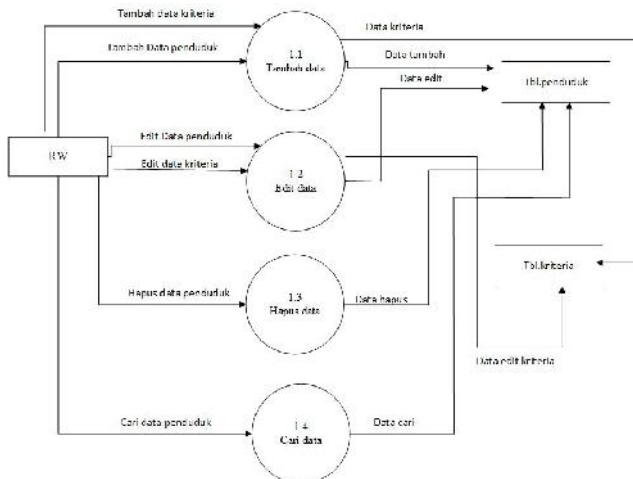 Tambah data kriteria
Data kriteria
Tambah Data penduduk
1.1
Tambah data
Data tambah
Data edit
Tbl.penduduk
RW
Edit Data penduduk
Edit data kriteria
1.2
Edit data
Tbl.kriteria
Hapus data penduduk
1.3
Hapus data
Data hapus
Data edit kriteria
Cari data penduduk
1.4
Cari data
Data cari